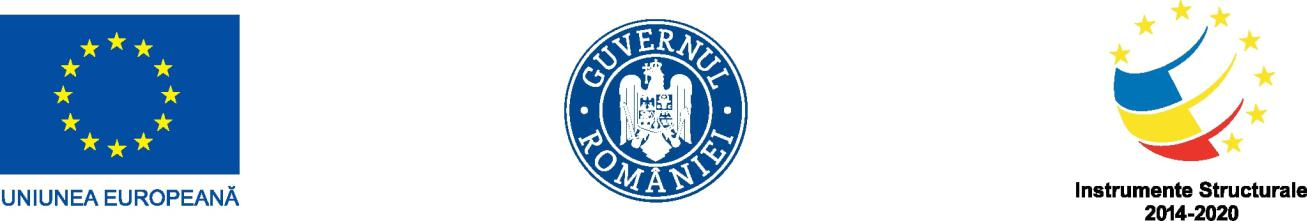 UNIUNEA EUROPEANĂ
GUVERNUL
ROMÂNIEI
Instrumente Structurale
2014-2020